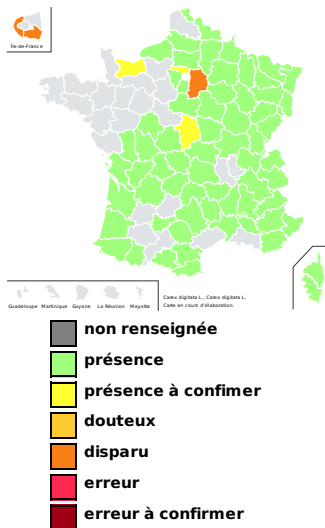 Île-de-France
Guadeloupe Martinique Guyane La Réunion Mayotte
Carex digitata L., Carex digitata L.
Carte en cours d'élaboration.
non renseignée
présence
présence à confimer
douteux
disparu
erreur
erreur à confirmer